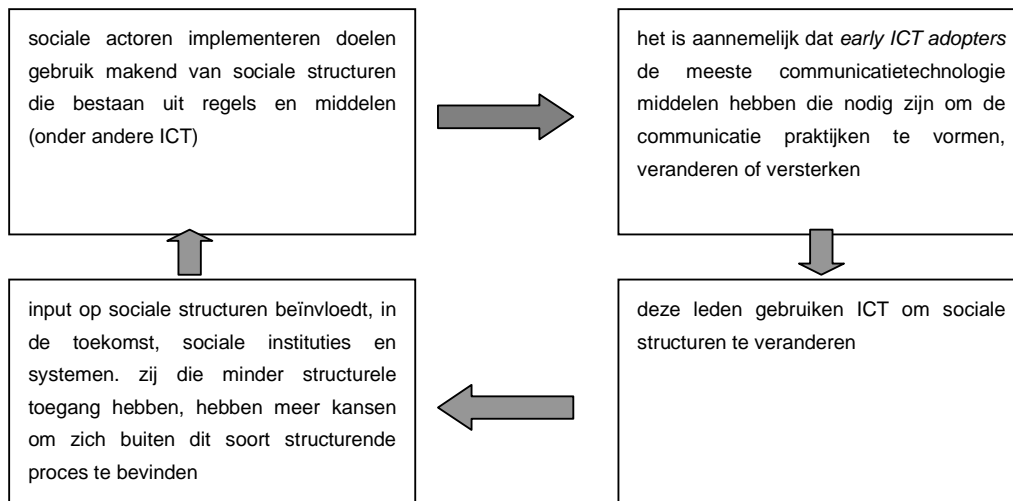 sociale actoren implementeren doelen
gebruik makend van sociale structuren
die bestaan uit regels en middelen
(onder andere ICT)
het is aannemelijk dat early ICT adopters
de meeste communicatietechnologie
middelen hebben die nodig zijn om de
communicatie praktijken te vormen,
veranderen of versterken
deze leden gebruiken ICT om sociale
structuren te veranderen
input op sociale structuren beïnvloedt, in
de toekomst, sociale instituties en
systemen. zij die minder structurele
toegang hebben, hebben meer kansen
om zich buiten dit soort structurende
proces te bevinden